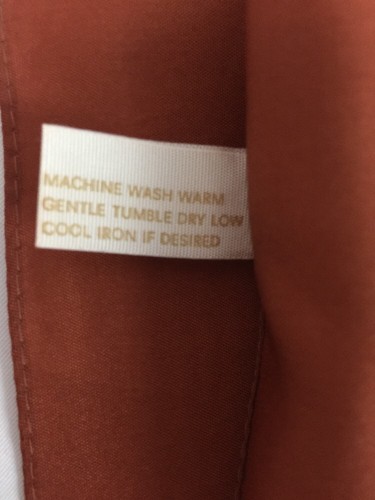 MACHINE WASH WARM
GENTLE TUMBLE DRY LOW
COOL IRON IF DESIRED